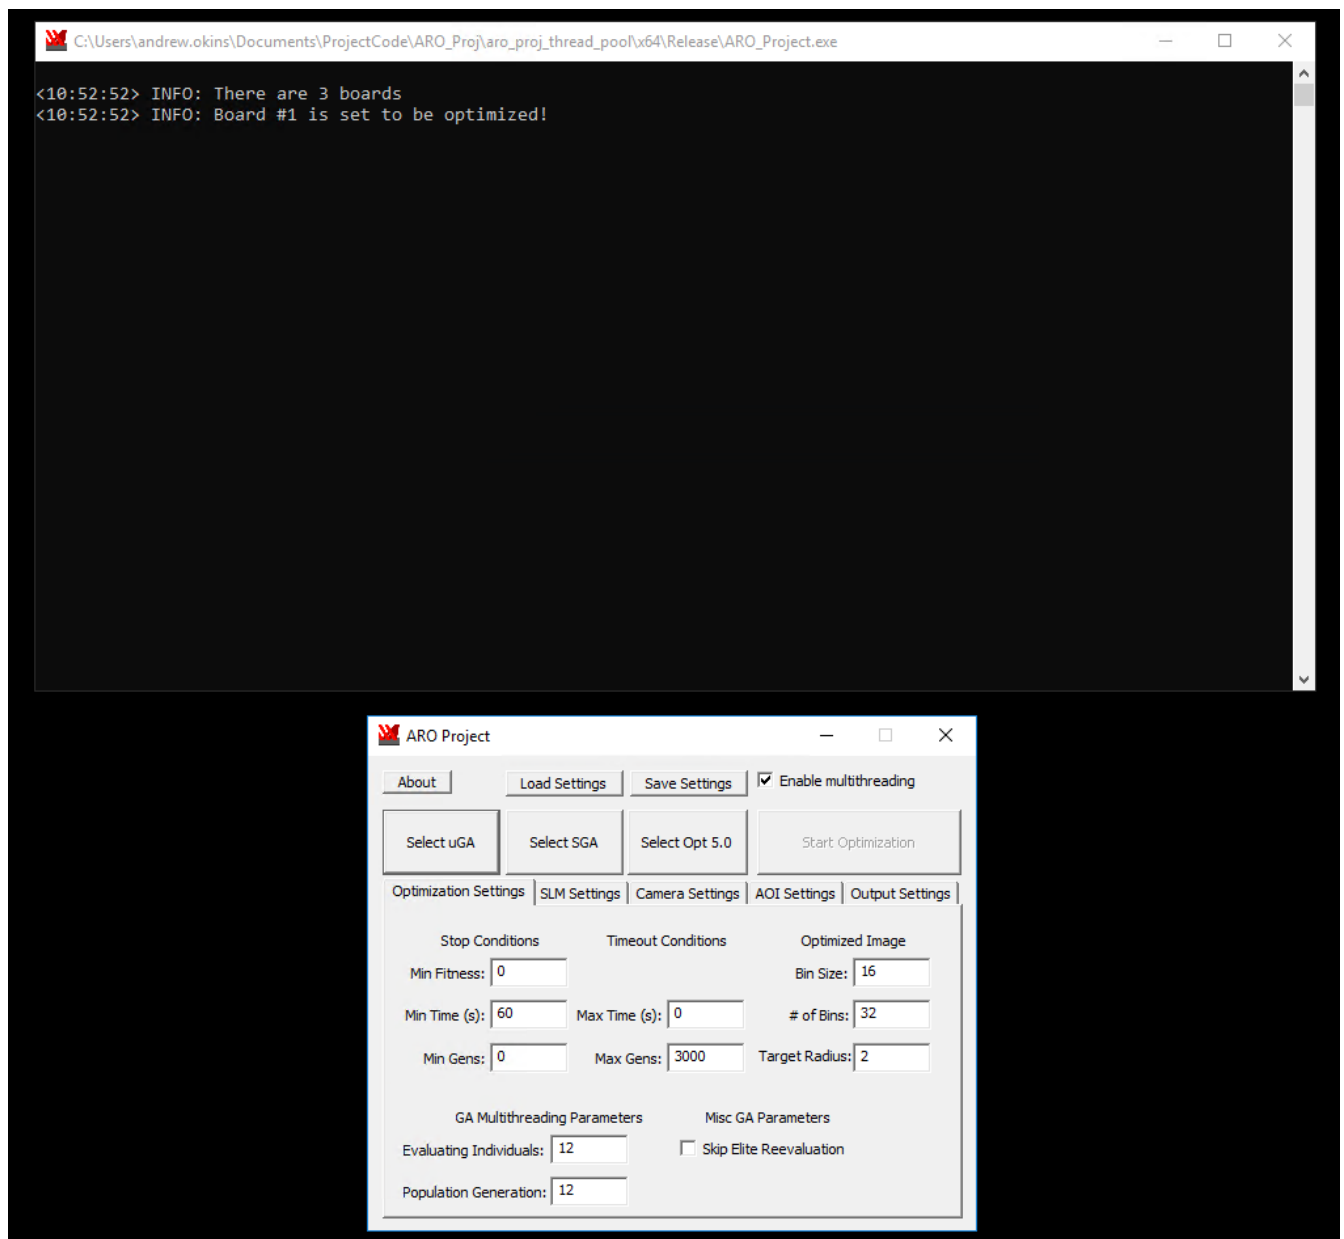 C:\Users\andrew.okins\Documents\ProjectCode\ARO_Proj\aro_proj_thread_pool\x64\Release\ARO_Project.exe
<10:52:52> INFO: There are 3 boards
<10:52:52> INFO: Board #1 is set to be optimized!
ARO Project
About Load Settings Save Settings Enable multithreading
Select uGA Select SGA Select Opt 5.0 Start Optimization
Optimization Settings SLM Settings Camera Settings AOI Settings Output Settings
Stop Conditions Timeout Conditions Optimized Image
Min Fitness: 0 Bin Size: 16
Min Time (s): 60 Max Time (s): 0 # of Bins: 32
Min Gens: 0 Max Gens: 3000 Target Radius: 2
GA Multithreading Parameters Misc GA Parameters
Evaluating Individuals: 12 Skip Elite Reevaluation
Population Generation: 12